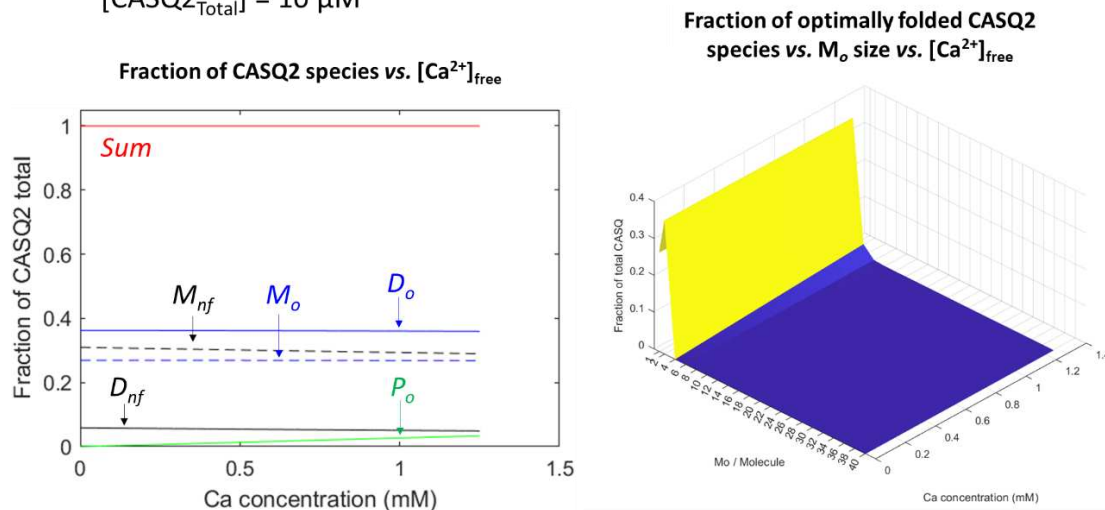 [CASQ2Total] = 10 µM
Fraction of CASQ2 species vs. [Ca2+]free
Fraction of CASQ2 total
1
0.8
0.6
0.4
0.2
0
Sum
Mnf
Mo
Do
Dnf
Po
0
0.5
1
1.5
Ca concentration (mM)
Fraction of optimally folded CASQ2
species vs. Mo size vs. [Ca2+]free
Fraction of total CASQ
0.4
0.3
0.2
0.1
0
2
4
6
8
10
12
14
16
18
20
22
24
26
28
30
32
34
36
38
40
Mo / Molecule
0
0.2
0.4
0.6
0.8
1
1.2
1.4
Ca concentration (mM)